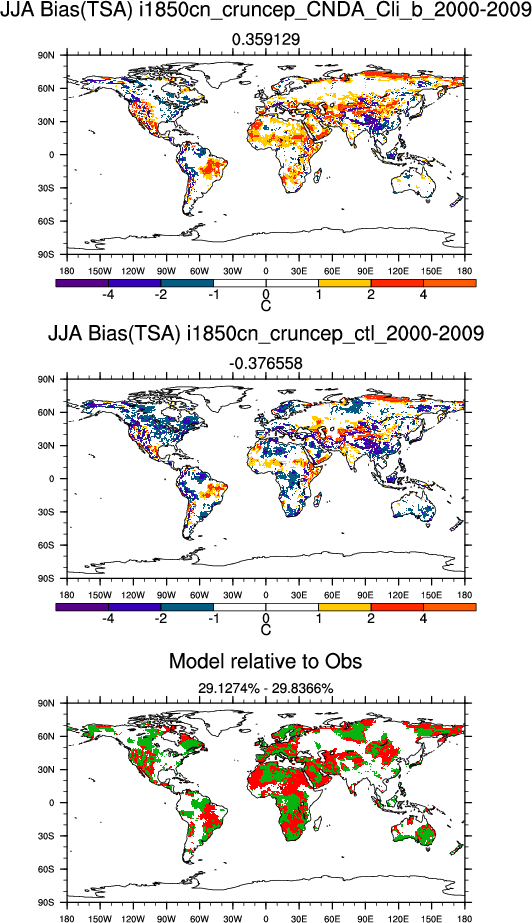 JJA Bias(TSA) i1850cn_cruncep_CNDA_Cli_b_2000-2009
0.359129
90N
60N
30N
0
30S
60S
90S
180 150W 120W 90W 60W 30W 0 30E 60E 90E 120E 150E 180
-4 -2 -1 0 1 2 4
C
JJA Bias(TSA) i1850cn_cruncep_ctl_2000-2009
-0.376558
90N
60N
30N
0
30S
60S
90S
180 150W 120W 90W 60W 30W 0 30E 60E 90E 120E 150E 180
-4 -2 -1 0 1 2 4
C
Model relative to Obs
29.1274% - 29.8366%
90N
60N
30N
0
30S
60S
90S
180 150W 120W 90W 60W 30W 0 30E 60E 90E 120E 150E 180